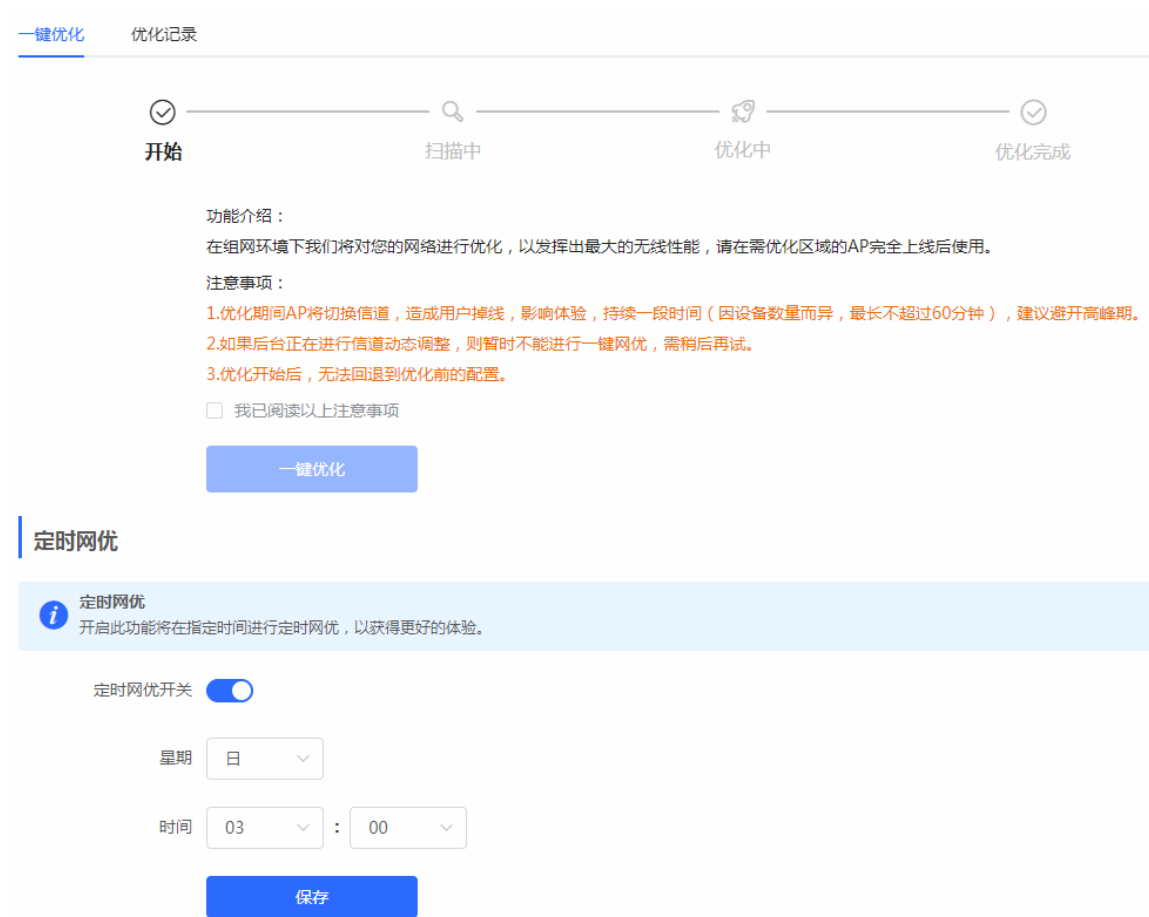 一键优化 优化记录
开始 扫描中 优化中 优化完成
功能介绍：
在组网环境下我们将对您的网络进行优化，以发挥出最大的无线性能，请在需优化区域的AP完全上线后使用。
注意事项：
1.优化期间AP将切换信道，造成用户掉线，影响体验，持续一段时间（因设备数量而异，最长不超过60分钟），建议避开高峰期。
2.如果后台正在进行信道动态调整，则暂时不能进行一键网优，需稍后再试。
3.优化开始后，无法回退到优化前的配置。
我已阅读以上注意事项
一键优化
定时网优
定时网优
开启此功能将在指定时间进行定时网优，以获得更好的体验。
定时网优开关
星期 日
时间 03 : 00
保存